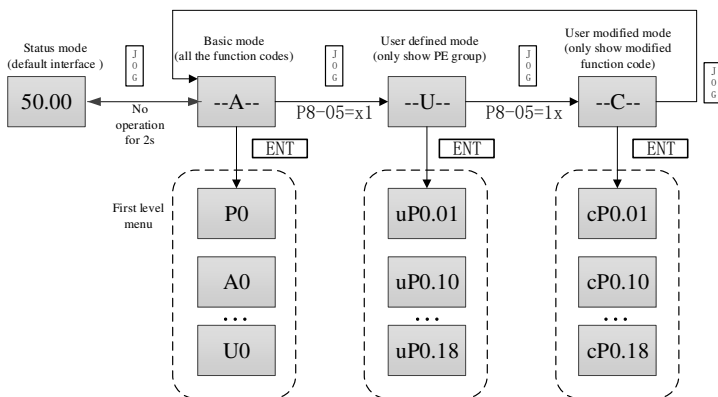 Status mode
(default interface )
J
O
G
Basic mode
(all the function codes)
J
O
G
User defined mode
(only show PE group)
J
O
G
User modified mode
(only show modified
function code)
J
O
G
50.00
--A--
--U--
--C--
No
operation
for 2s
P8-05=x1
P8-05=1x
ENT
ENT
ENT
First level
menu
P0
uP0.01
cP0.01
A0
uP0.10
cP0.10
...
...
...
U0
uP0.18
cP0.18